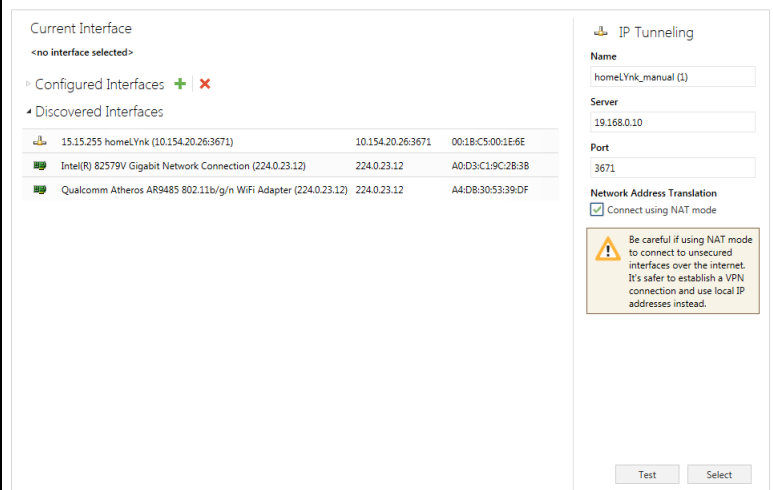 Current Interface
<no interface selected>
Configured Interfaces
Discovered Interfaces
15.15.255 homeLYnk (10.154.20.26:3671) 10.154.20.26:3671 00:1B:C5:00:1E:6E
Intel(R) 82579V Gigabit Network Connection (224.0.23.12) 224.0.23.12 A0:D3:C1:9C:2B:3B
Qualcomm Atheros AR9485 802.11b/g/n WiFi Adapter (224.0.23.12) 224.0.23.12 A4:DB:30:53:39:DF
IP Tunneling
Name
homeLYnk_manual (1)
Server
19.168.0.10
Port
3671
Network Address Translation
Connect using NAT mode
Be careful if using NAT mode
to connect to unsecured
interfaces over the internet.
It's safer to establish a VPN
connection and use local IP
addresses instead.
Test Select